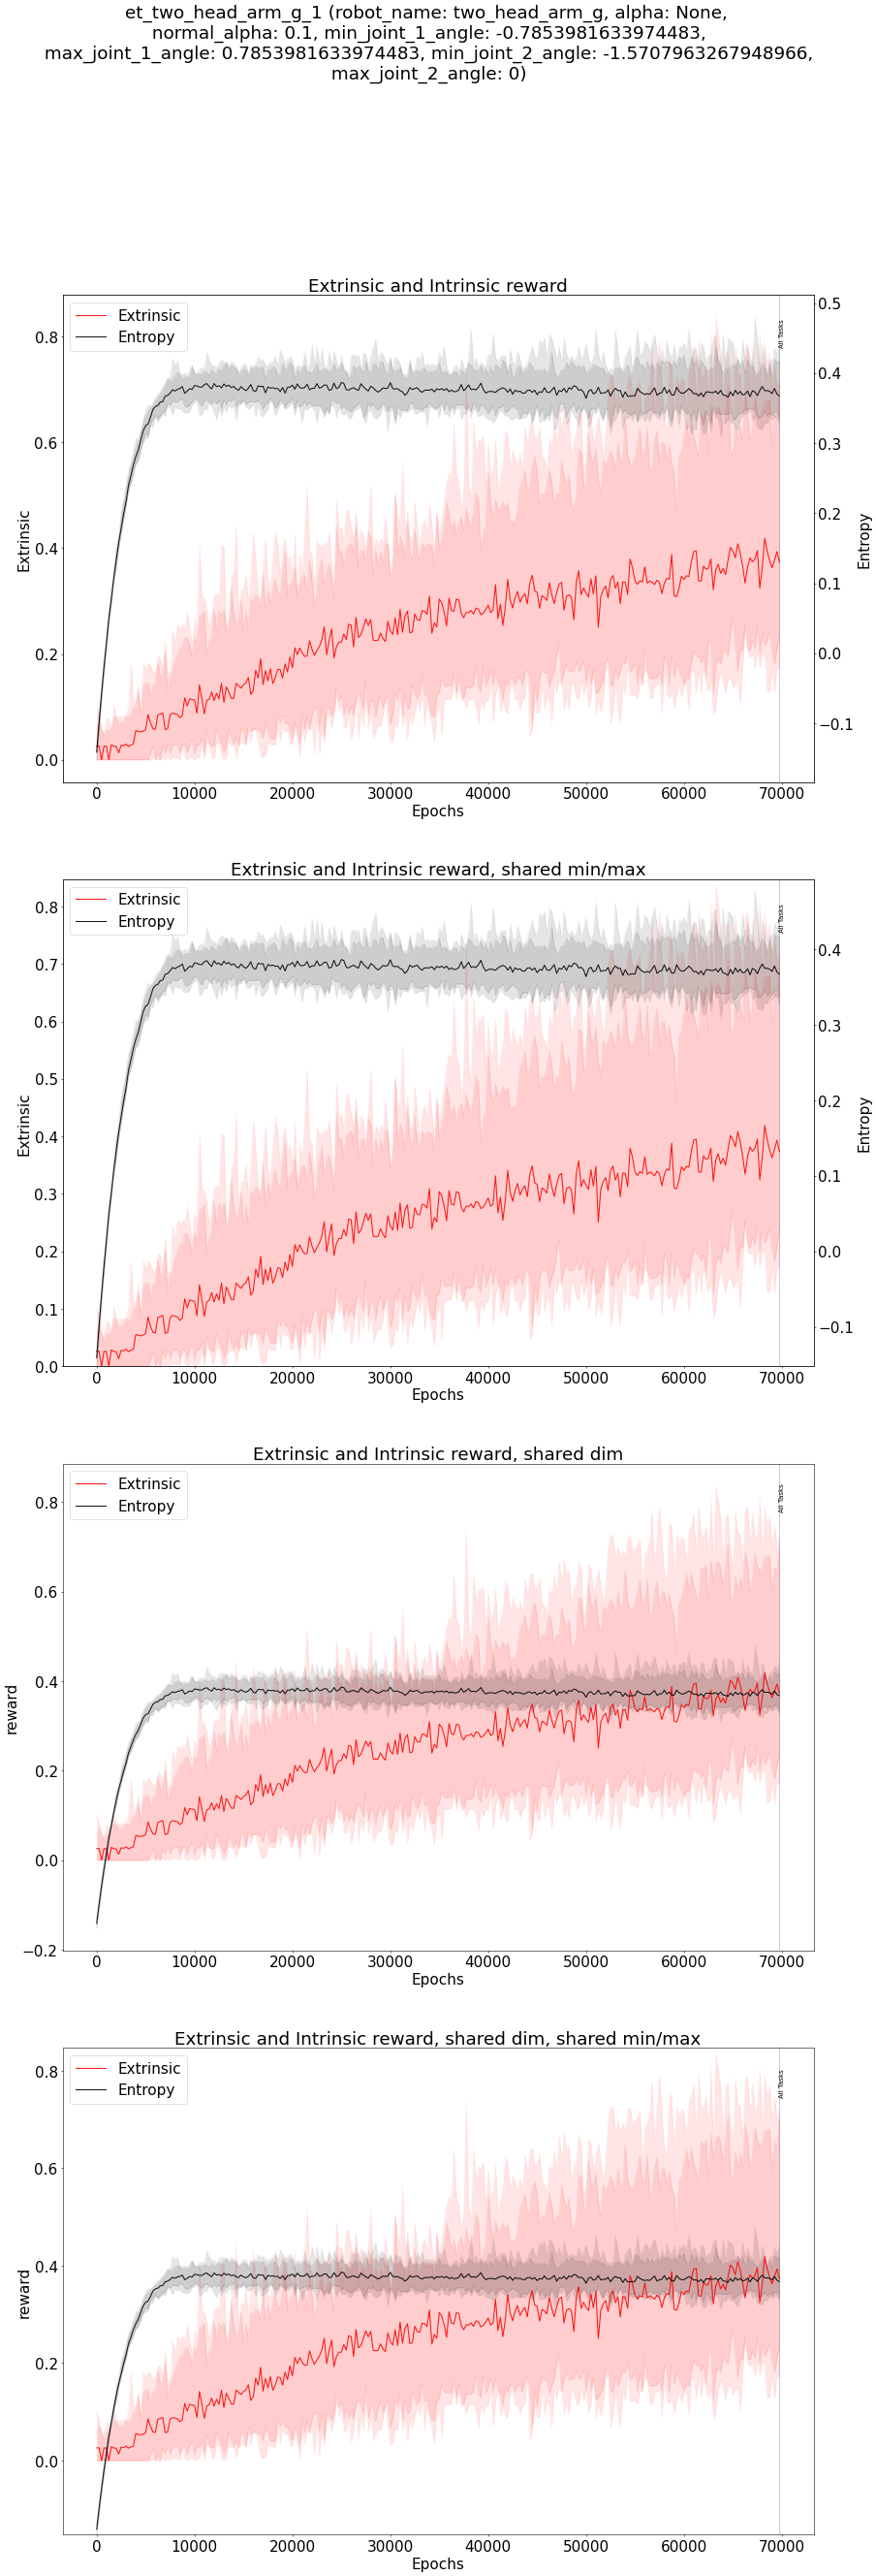 et_two_head_arm_g_1 (robot_name: two_head_arm_g, alpha: None,
normal_alpha: 0.1, min_joint_1_angle: -0.7853981633974483,
max_joint_1_angle: 0.7853981633974483, min_joint_2_angle: -1.5707963267948966,
max_joint_2_angle: 0)
Extrinsic and Intrinsic reward
Extrinsic
Entropy
All Tasks
0.8
0.6
0.4
0.2
0.0
Extrinsic
0.5
0.4
0.3
0.2
0.1
0.0
−0.1
Entropy
0 10000 20000 30000 40000 50000 60000 70000
Epochs
Extrinsic and Intrinsic reward, shared min/max
Extrinsic
Entropy
All Tasks
0.8
0.7
0.6
0.5
0.4
0.3
0.2
0.1
0.0
Extrinsic
0.4
0.3
0.2
0.1
0.0
−0.1
Entropy
0 10000 20000 30000 40000 50000 60000 70000
Epochs
Extrinsic and Intrinsic reward, shared dim
Extrinsic
Entropy
All Tasks
0.8
0.6
0.4
0.2
0.0
−0.2
reward
0 10000 20000 30000 40000 50000 60000 70000
Epochs
Extrinsic and Intrinsic reward, shared dim, shared min/max
Extrinsic
Entropy
All Tasks
0.8
0.6
0.4
0.2
0.0
reward
0 10000 20000 30000 40000 50000 60000 70000
Epochs